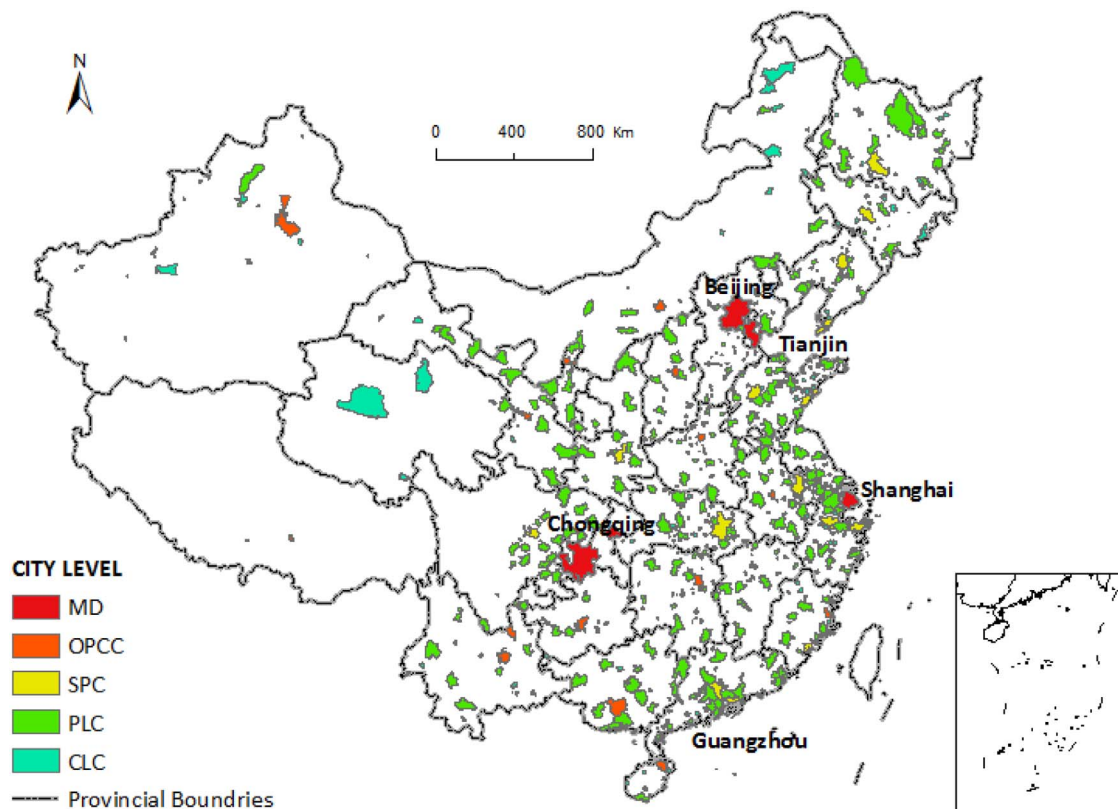 N
0 400 800 Km
Beijing
Tianjin
Shanghai
Chongqing
Guangzhou
CITY LEVEL
MD
OPCC
SPC
PLC
CLC
Provincial Boundries